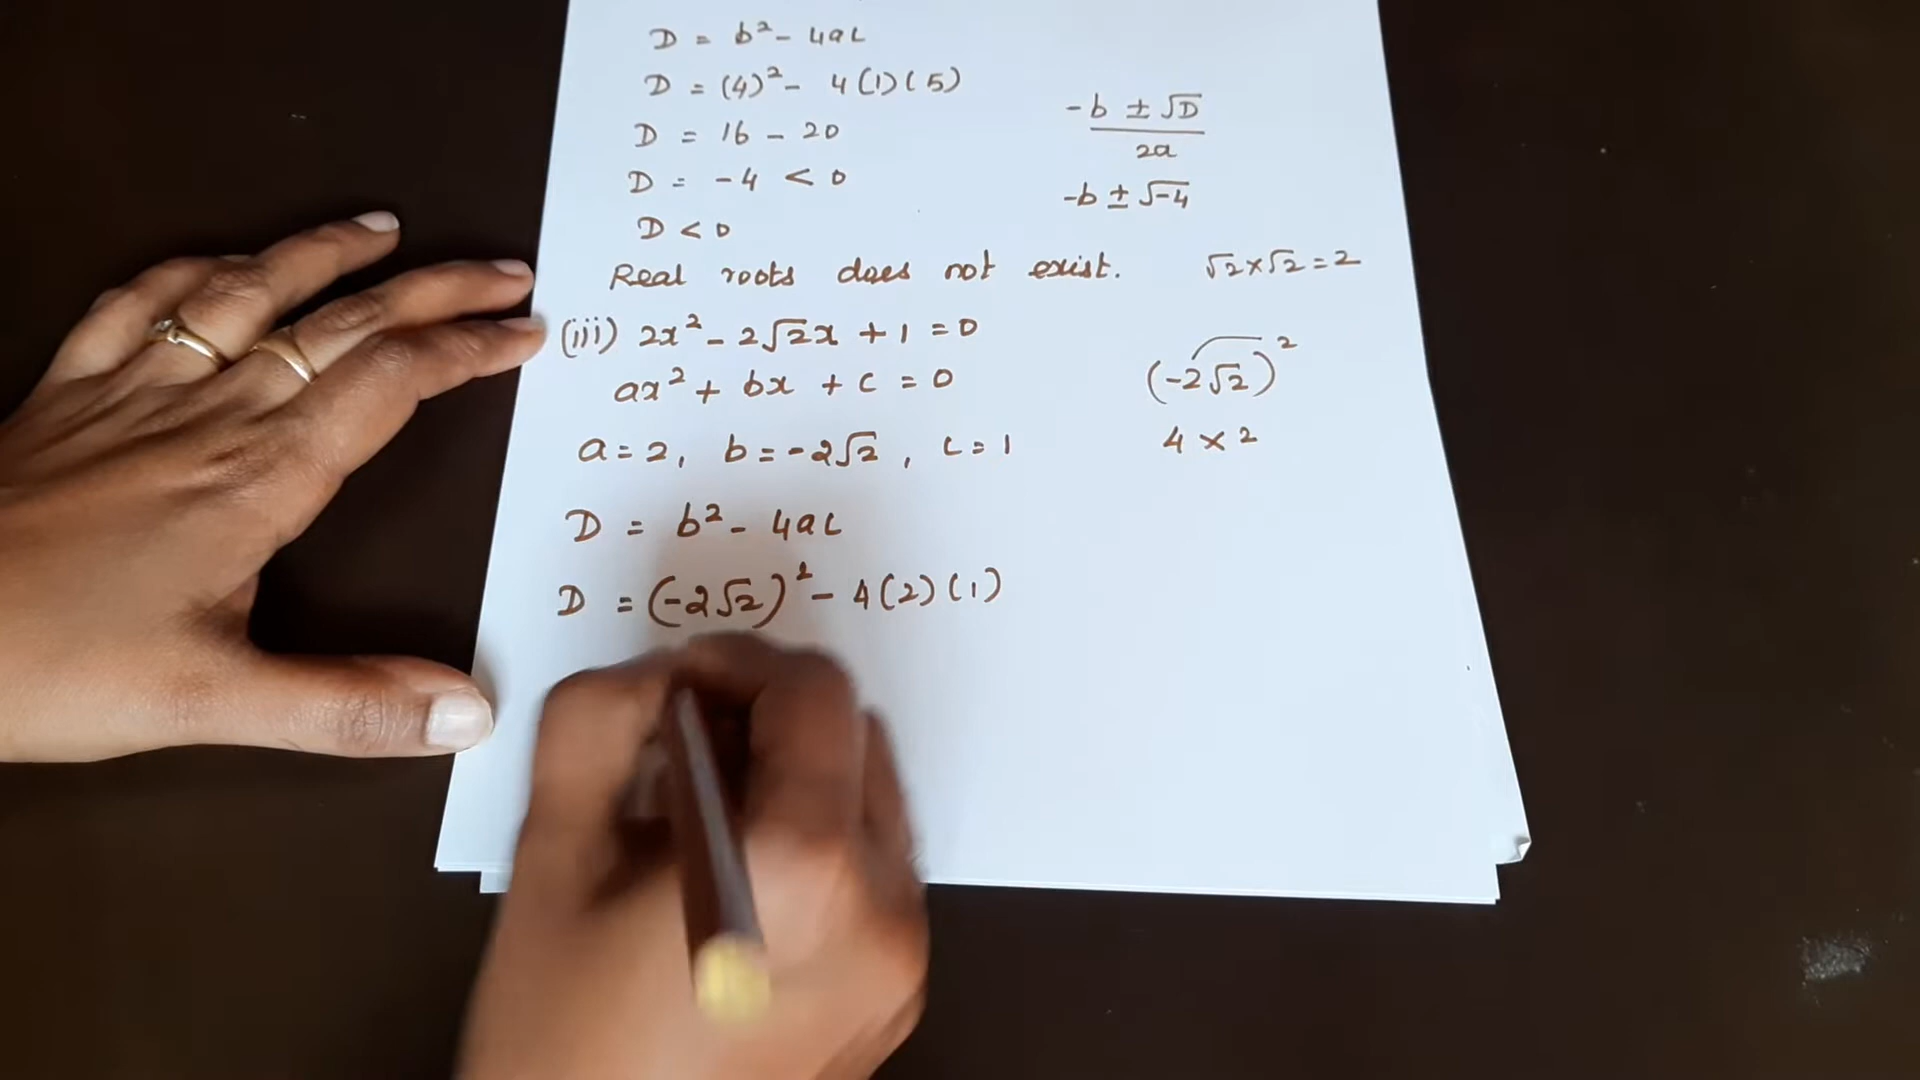 D = b² - 4ac
D = (4)² - 4(1)(5)
D = 16 - 20
D = -4 < 0
D < 0
-b ± √D
2a
-b ± √-4
Real roots does not exist.
√2×√2=2
(iii) 2x² - 2√2x + 1 = 0
ax² + bx + c = 0
a = 2, b = -2√2, c = 1
(-2√2)²
4 × 2
D = b² - 4ac
D = (-2√2)² - 4(2)(1)